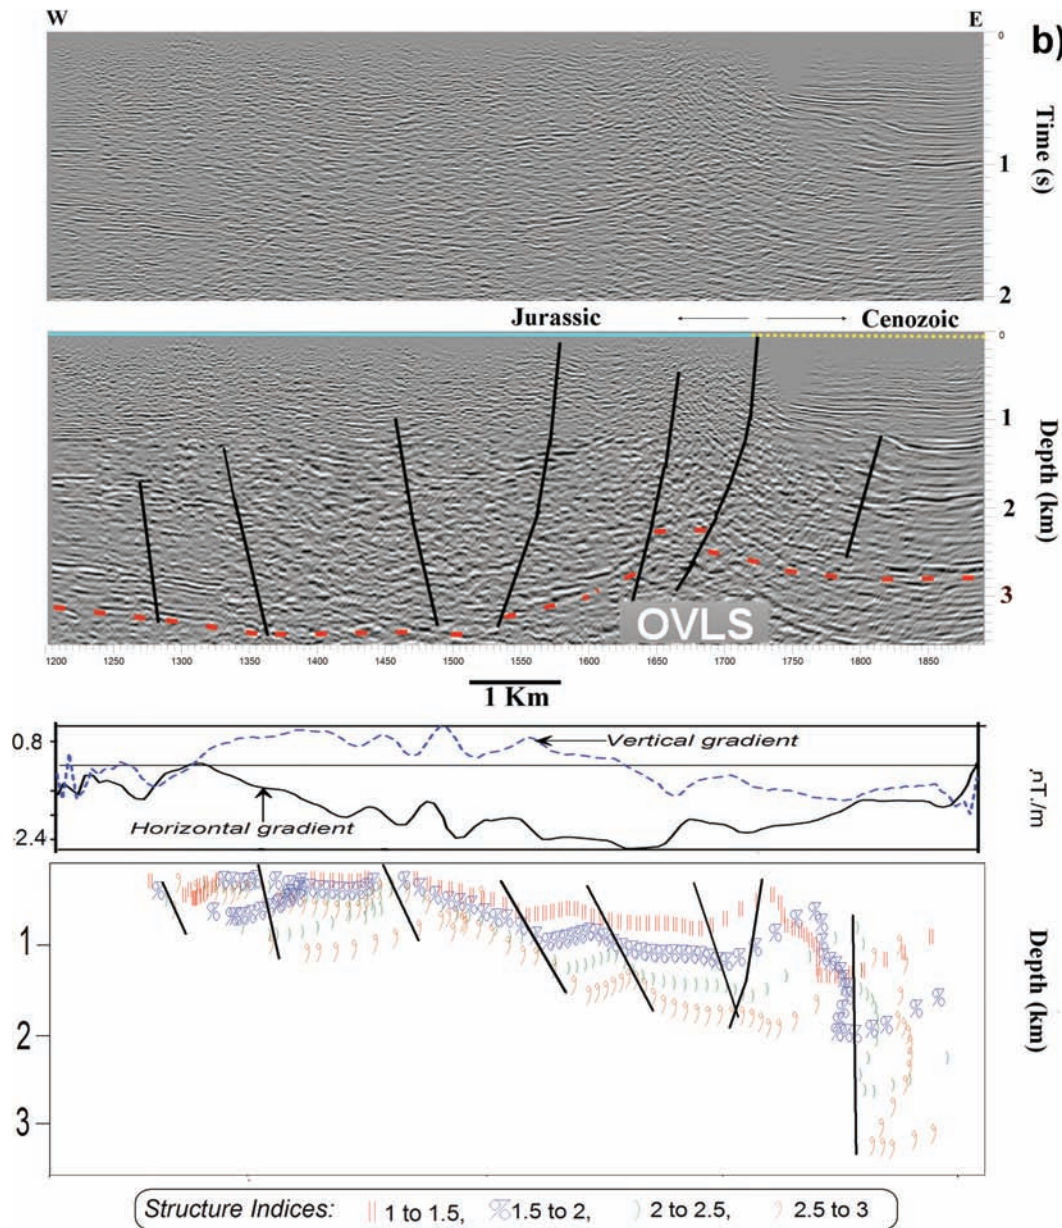 W E
b)
0
Time (s)
1
2
Jurassic Cenozoic
0
1
Depth (km)
2
3
OVLS
1200 1250 1300 1350 1400 1450 1500 1550 1600 1650 1700 1750 1800 1850
1 Km
0.8
Vertical gradient
nT./m
Horizontal gradient
-2.4
1
Depth (km)
2
3
Structure Indices: 1 to 1.5, 1.5 to 2, 2 to 2.5, 2.5 to 3